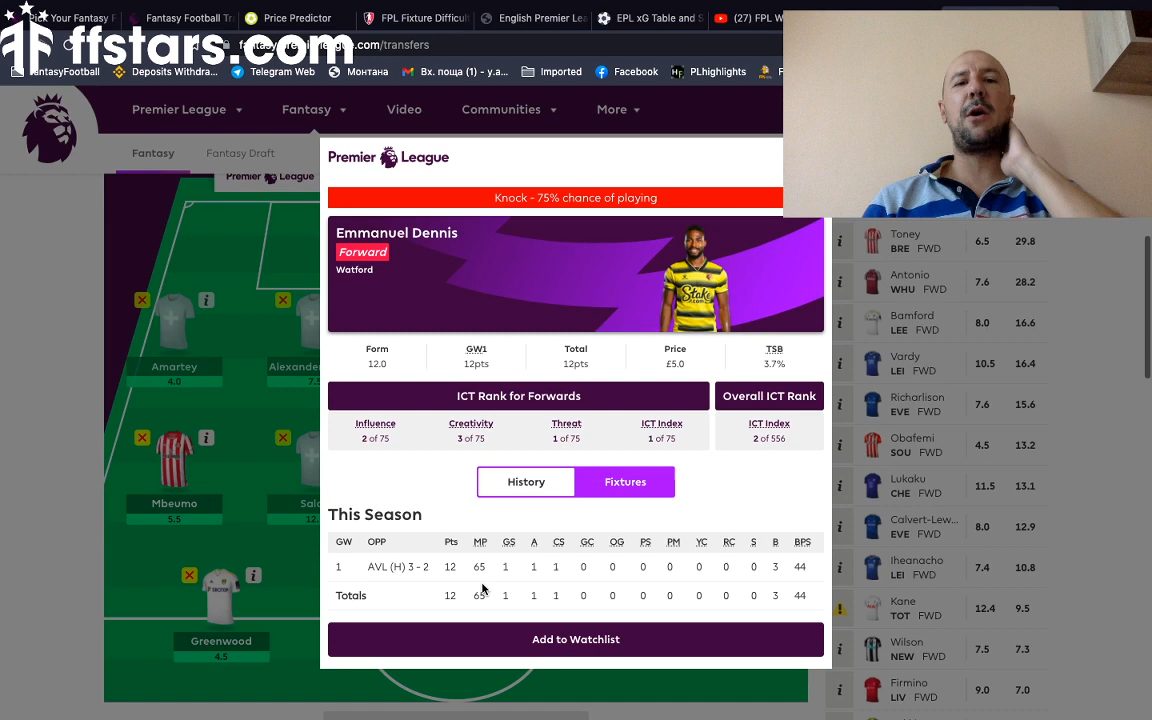 Pick Your Fantasy F
Fantasy Football Tr
Price Predictor
FPL Fixture Difficult
English Premier Lea
EPL xG Table and S
(27) FPL W
ffstars.com
fantasy.premierleague.com/transfers
FantasyFootball
Deposits Withdra...
Telegram Web
Монтана
Вх. поща (1) - y.a...
Imported
Facebook
PLhighlights
Premier League
Fantasy
Video
Communities
More
Fantasy
Fantasy Draft
Premier League
Premier League
Knock - 75% chance of playing
Emmanuel Dennis
Forward
Watford
Stake
Form GW1 Total Price TSB
12.0 12pts 12pts £5.0 3.7%
ICT Rank for Forwards Overall ICT Rank
Influence Creativity Threat ICT Index ICT Index
2 of 75 3 of 75 1 of 75 1 of 75 2 of 556
History Fixtures
This Season
GW OPP Pts MP GS A CS GC OG PS PM YC RC S B BPS
1 AVL (H) 3 - 2 12 65 1 1 1 0 0 0 0 0 0 0 3 44
Totals 12 65 1 1 1 0 0 0 0 0 0 0 3 44
Add to Watchlist
Amartey
4.0
Alexander
7.5
Mbeumo
5.5
Sala
12.
Greenwood
4.5
Toney 6.5 29.8
BRE FWD
Antonio 7.6 28.2
WHU FWD
Bamford 8.0 16.6
LEE FWD
Vardy 10.5 16.4
LEI FWD
Richarlison 7.6 15.6
EVE FWD
Obafemi 4.5 13.2
SOU FWD
Lukaku 11.5 13.1
CHE FWD
Calvert-Lew... 8.0 12.9
EVE FWD
Iheanacho 7.4 10.8
LEI FWD
Kane 12.4 9.5
TOT FWD
Wilson 7.5 7.3
NEW FWD
Firmino 9.0 7.0
LIV FWD